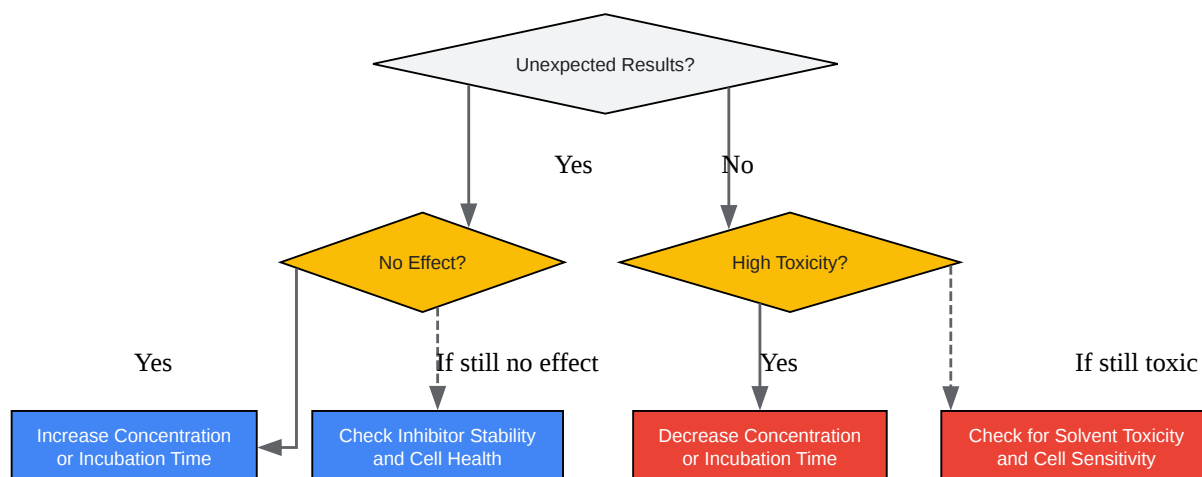 Unexpected Results?
Yes
No
No Effect?
High Toxicity?
Yes
If still no effect
Yes
If still toxic
Increase Concentration
or Incubation Time
Check Inhibitor Stability
and Cell Health
Decrease Concentration
or Incubation Time
Check for Solvent Toxicity
and Cell Sensitivity